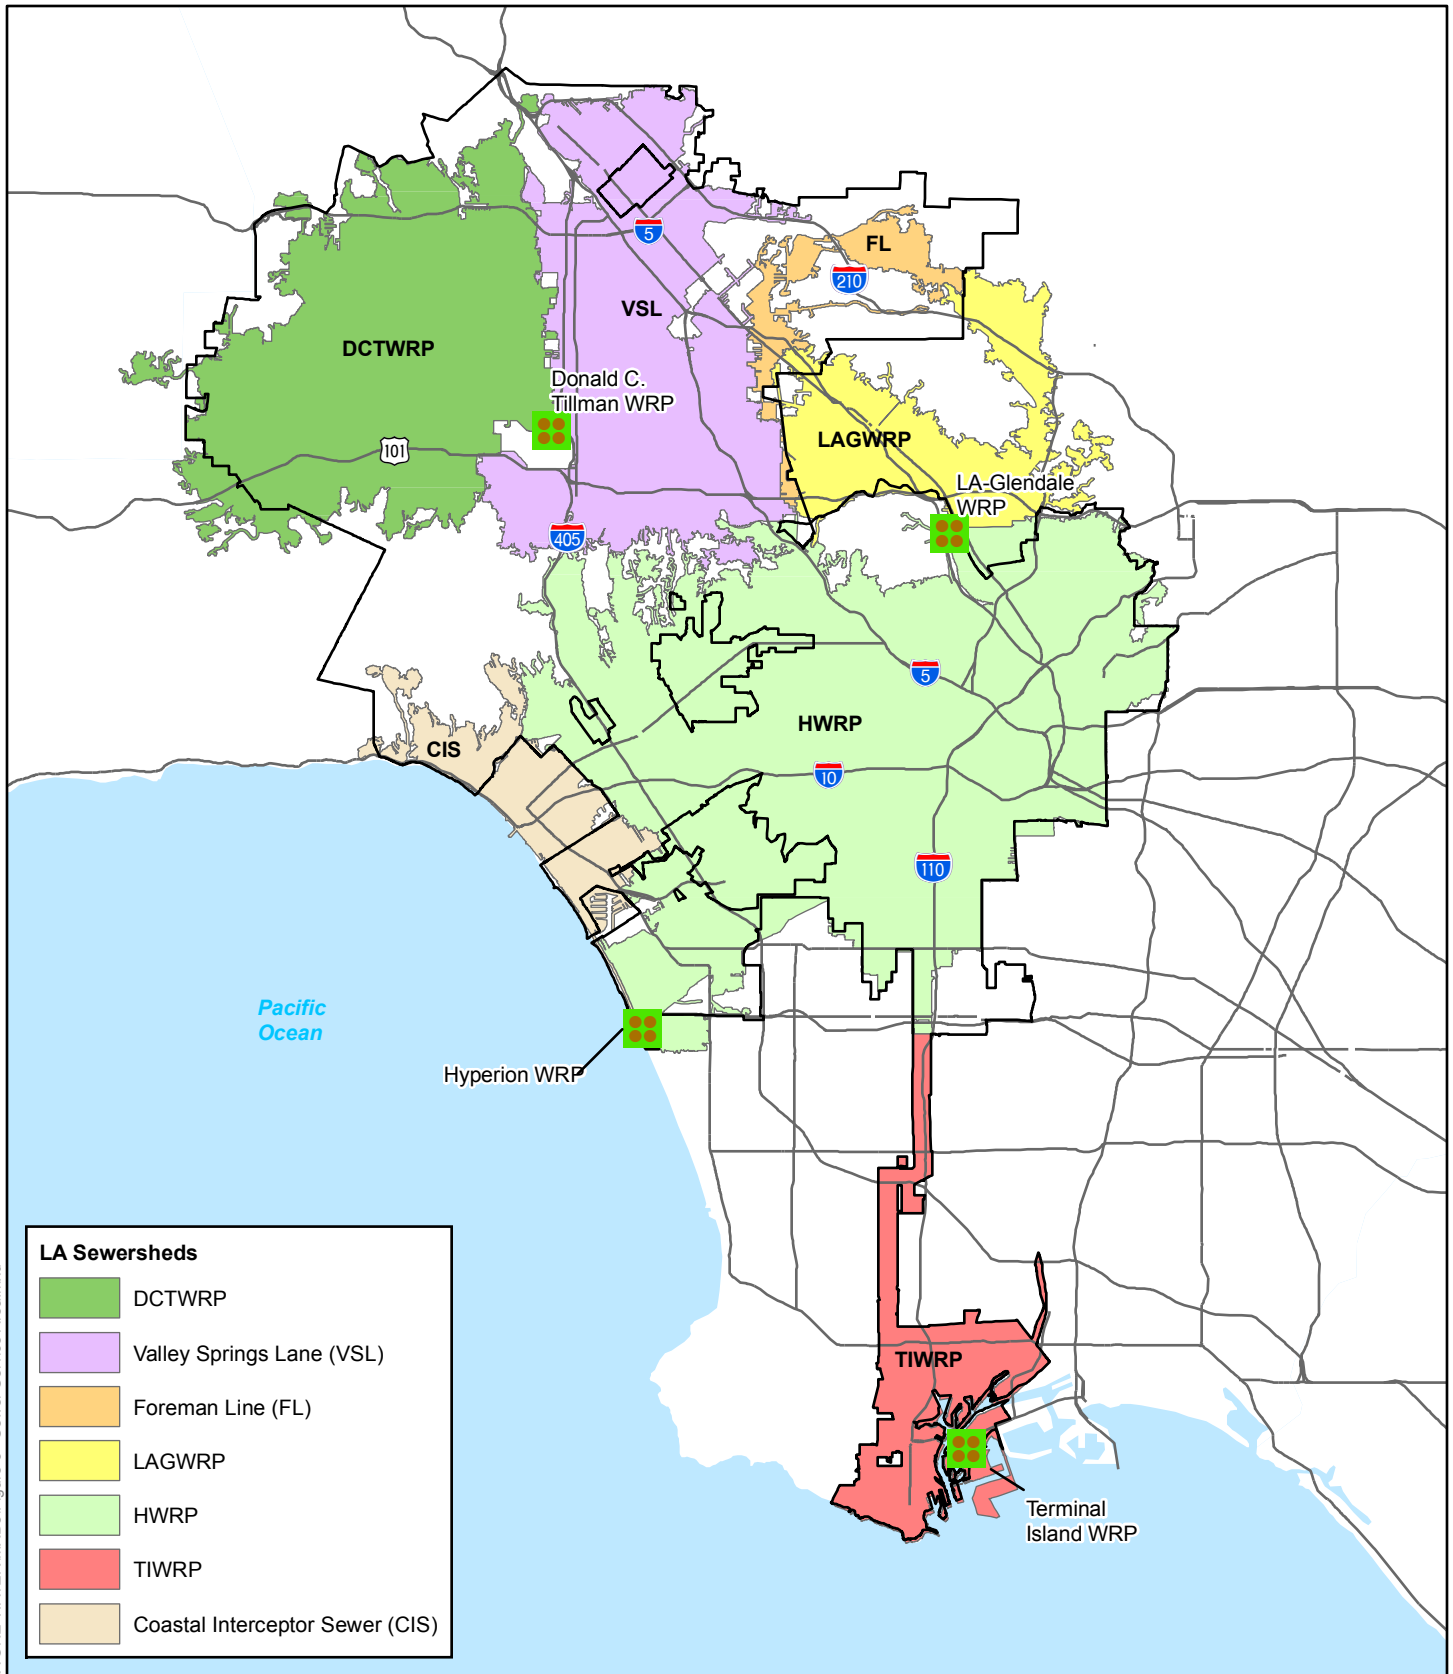 5
FL
210
VSL
DCTWRP
Donald C.
Tillman WRP
101
LAGWRP
LA-Glendale
WRP
405
5
HWRP
CIS
10
110
Pacific
Ocean
Hyperion WRP
TIWRP
Terminal
Island WRP
LA Sewersheds
DCTWRP
Valley Springs Lane (VSL)
Foreman Line (FL)
LAGWRP
HWRP
TIWRP
Coastal Interceptor Sewer (CIS)